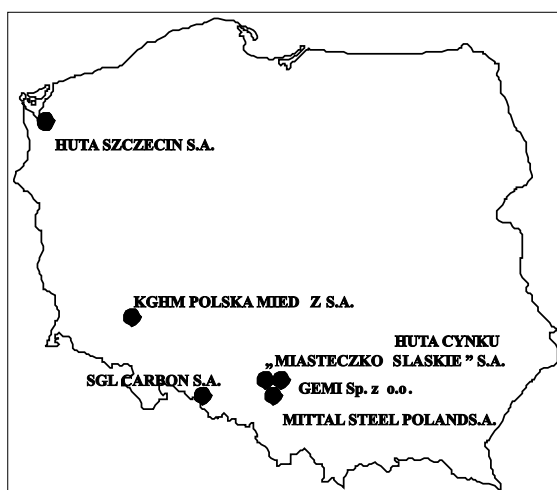 HUTA SZCZECIN S.A.
KGHM POLSKA MIED Z S.A.
HUTA CYNKU
„MIASTECZKO SLASKIE ” S.A.
SGL CARBON S.A.
GEMI Sp. z o.o.
MITTAL STEEL POLANDS.A.